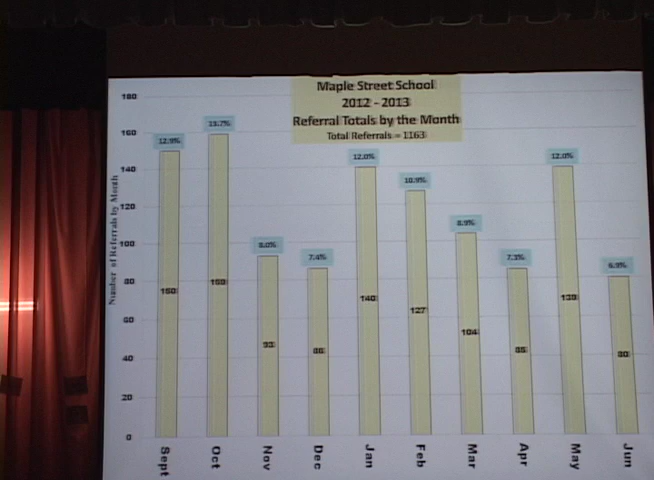 Maple Street School
2012 - 2013
Referral Totals by the Month
Total Referrals = 1163
Number of Referrals by Month
180
160
140
120
100
80
60
40
20
0
12.9%
13.7%
8.0%
7.4%
12.0%
10.9%
8.9%
7.3%
12.0%
6.9%
150
159
93
86
140
127
104
85
139
80
Sept
Oct
Nov
Dec
Jan
Feb
Mar
Apr
May
Jun